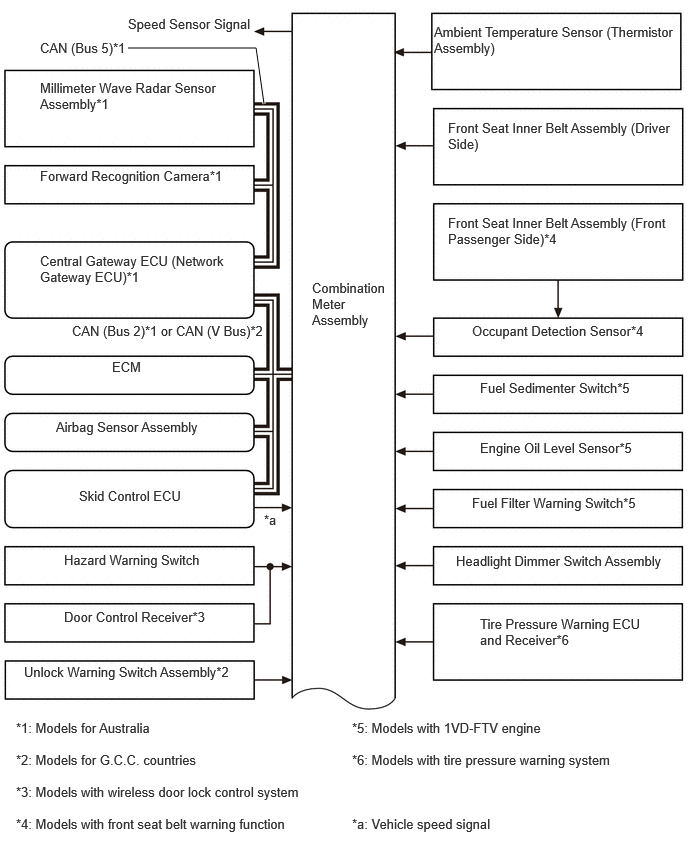 Speed Sensor Signal
CAN (Bus 5)*1
Millimeter Wave Radar Sensor
Assembly*1
Forward Recognition Camera*1
Central Gateway ECU (Network
Gateway ECU)*1
CAN (Bus 2)*1 or CAN (V Bus)*2
ECM
Airbag Sensor Assembly
Skid Control ECU
*a
Hazard Warning Switch
Door Control Receiver*3
Unlock Warning Switch Assembly*2
Combination
Meter
Assembly
Ambient Temperature Sensor (Thermistor
Assembly)
Front Seat Inner Belt Assembly (Driver
Side)
Front Seat Inner Belt Assembly (Front
Passenger Side)*4
Occupant Detection Sensor*4
Fuel Sedimenter Switch*5
Engine Oil Level Sensor*5
Fuel Filter Warning Switch*5
Headlight Dimmer Switch Assembly
Tire Pressure Warning ECU
and Receiver*6
*1: Models for Australia
*2: Models for G.C.C. countries
*3: Models with wireless door lock control system
*4: Models with front seat belt warning function
*5: Models with 1VD-FTV engine
*6: Models with tire pressure warning system
*a: Vehicle speed signal